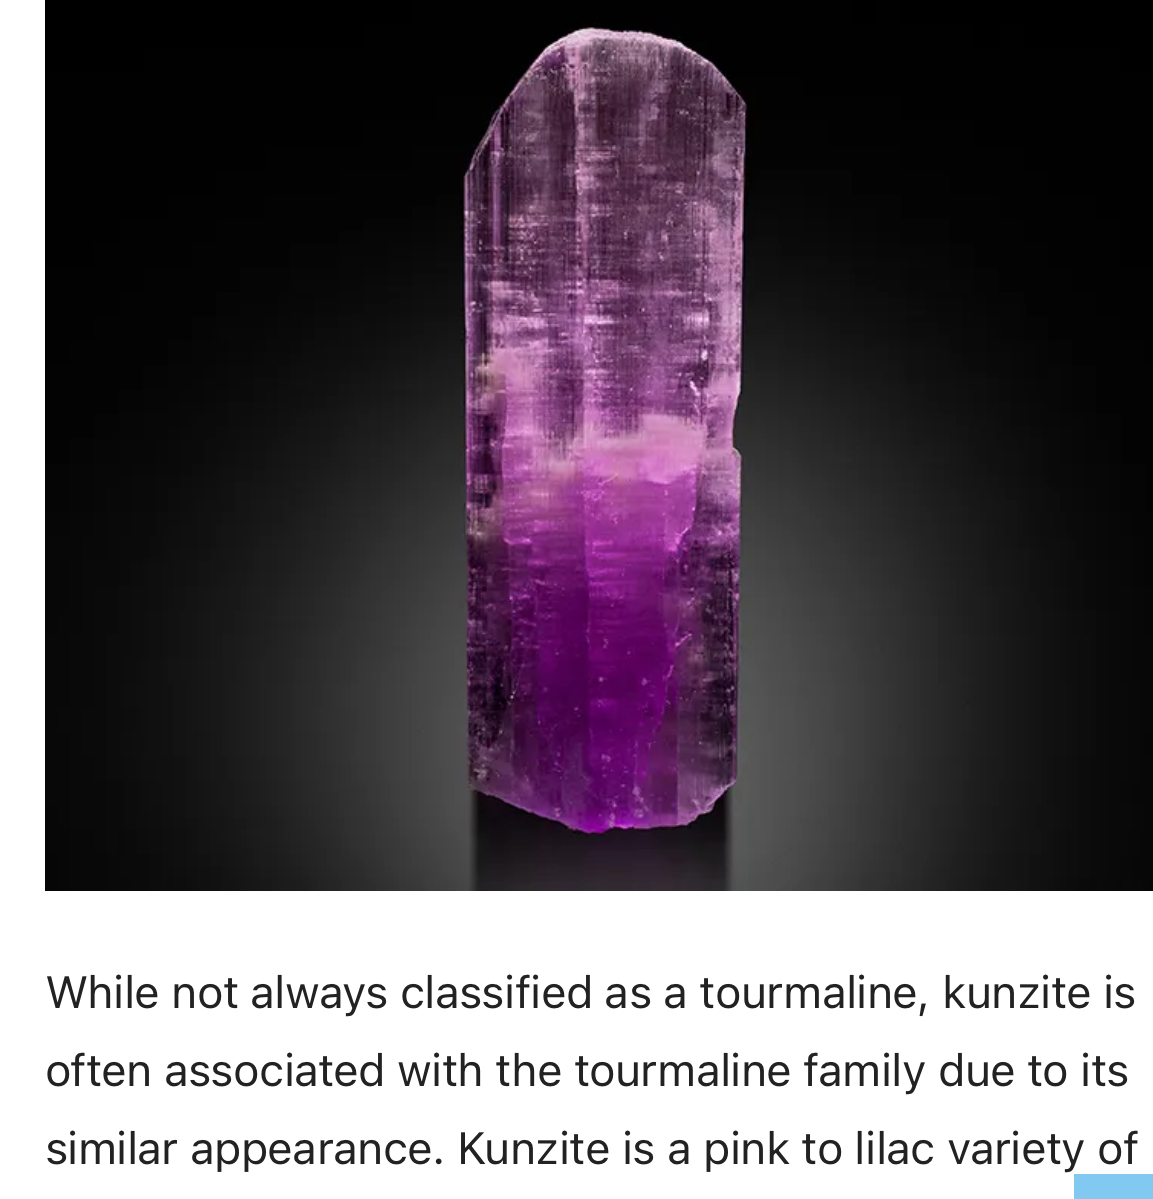 While not always classified as a tourmaline, kunzite is
often associated with the tourmaline family due to its
similar appearance. Kunzite is a pink to lilac variety of